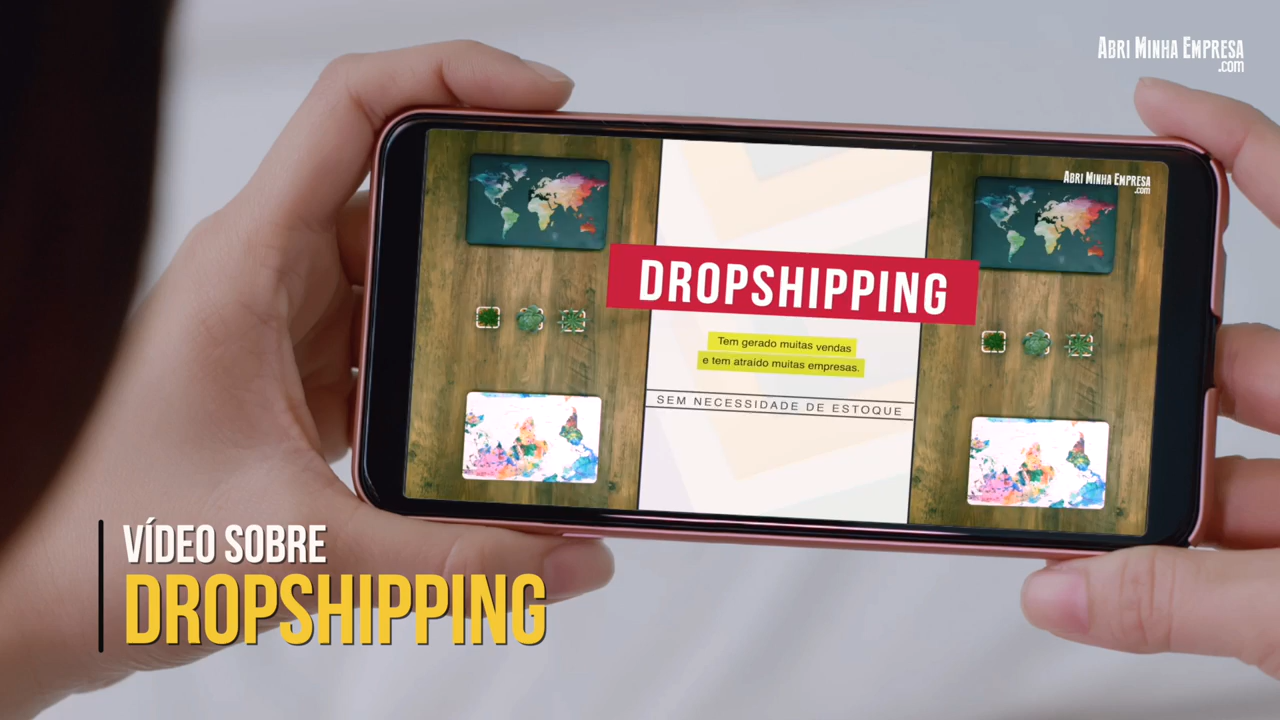 ABRI MINHA EMPRESA
.com
ABRI MINHA EMPRESA
.com
DROPSHIPPING
Tem gerado muitas vendas
e tem atraído muitas empresas.
SEM NECESSIDADE DE ESTOQUE
VÍDEO SOBRE
DROPSHIPPING